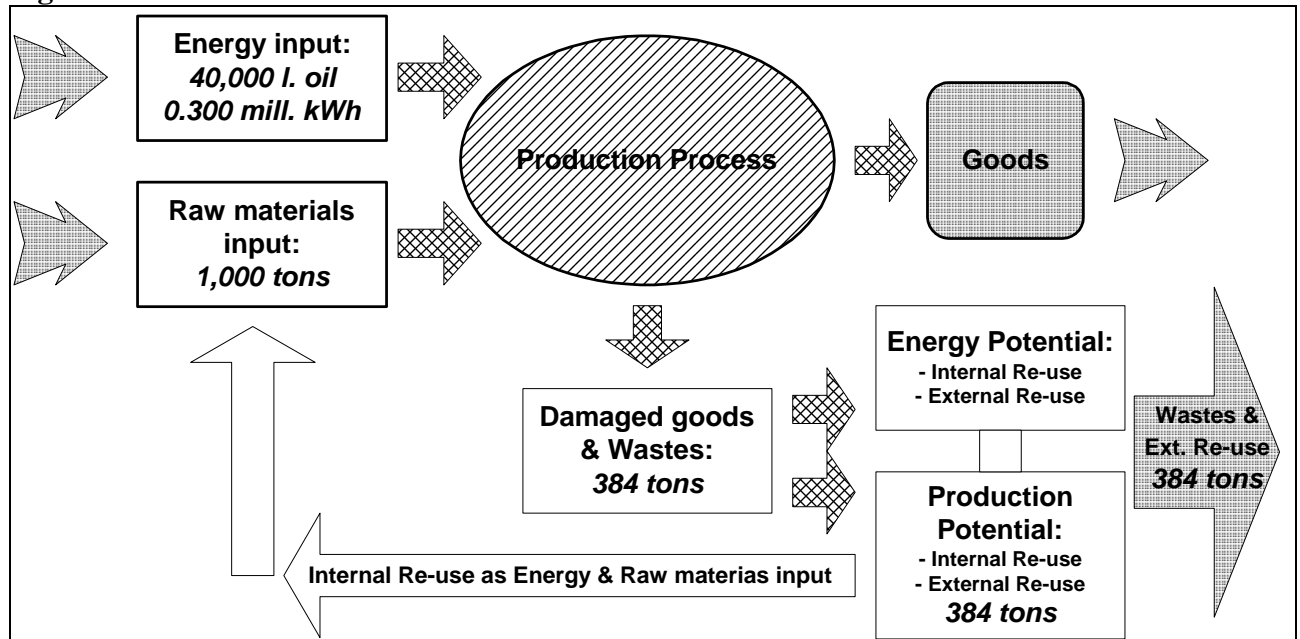 Energy input:
40,000 l. oil
0.300 mill. kWh
Production Process
Goods
Raw materials
input:
1,000 tons
Damaged goods
& Wastes:
384 tons
Energy Potential:
- Internal Re-use
- External Re-use
Production
Potential:
- Internal Re-use
- External Re-use
384 tons
Wastes &
Ext. Re-use
384 tons
Internal Re-use as Energy & Raw materias input